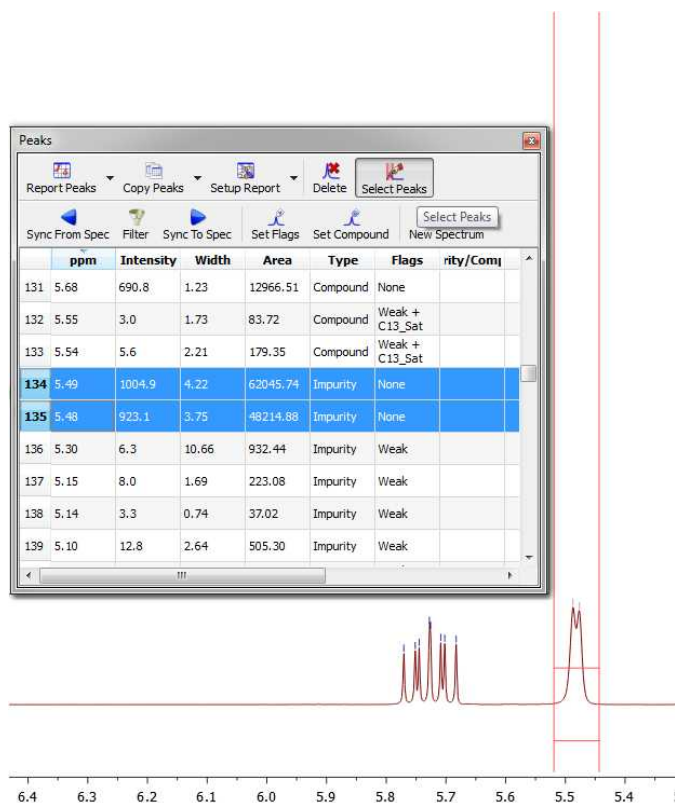 Peaks
Report Peaks Copy Peaks Setup Report Delete Select Peaks
Sync From Spec Filter Sync To Spec Set Flags Set Compound New Spectrum
Select Peaks
ppm Intensity Width Area Type Flags rity/Comp
131 5.68 690.8 1.23 12966.51 Compound None
132 5.55 3.0 1.73 83.72 Compound Weak +
C13_Sat
133 5.54 5.6 2.21 179.35 Compound Weak +
C13_Sat
134 5.49 1004.9 4.22 62045.74 Impurity None
135 5.48 923.1 3.75 48214.88 Impurity None
136 5.30 6.3 10.66 932.44 Impurity Weak
137 5.15 8.0 1.69 223.08 Impurity Weak
138 5.14 3.3 0.74 37.02 Impurity Weak
139 5.10 12.8 2.64 505.30 Impurity Weak
6.4 6.3 6.2 6.1 6.0 5.9 5.8 5.7 5.6 5.5 5.4